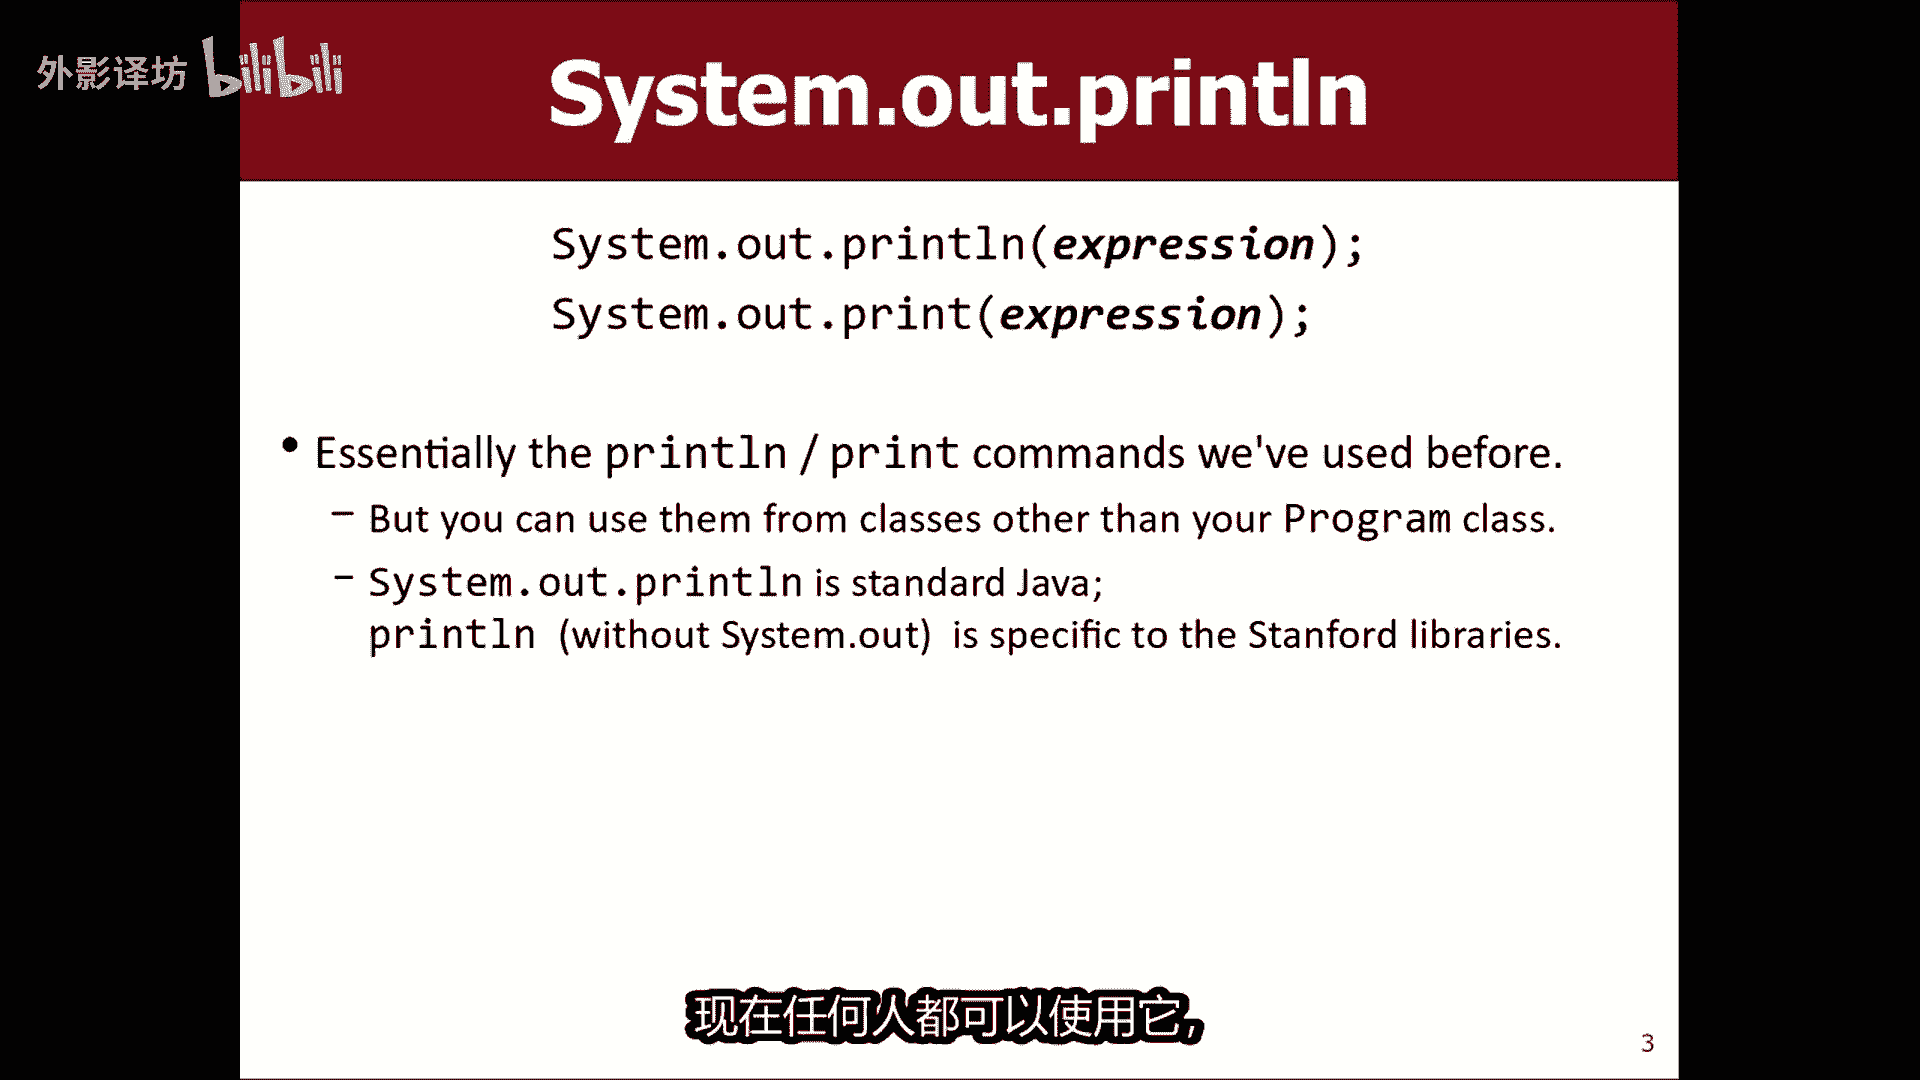 外影译坊 bilibili
System.out.println
System.out.println(expression);
System.out.print(expression);
• Essentially the println / print commands we've used before.
– But you can use them from classes other than your Program class.
– System.out.println is standard Java;
println (without System.out) is specific to the Stanford libraries.
现在任何人都可以使用它,
3